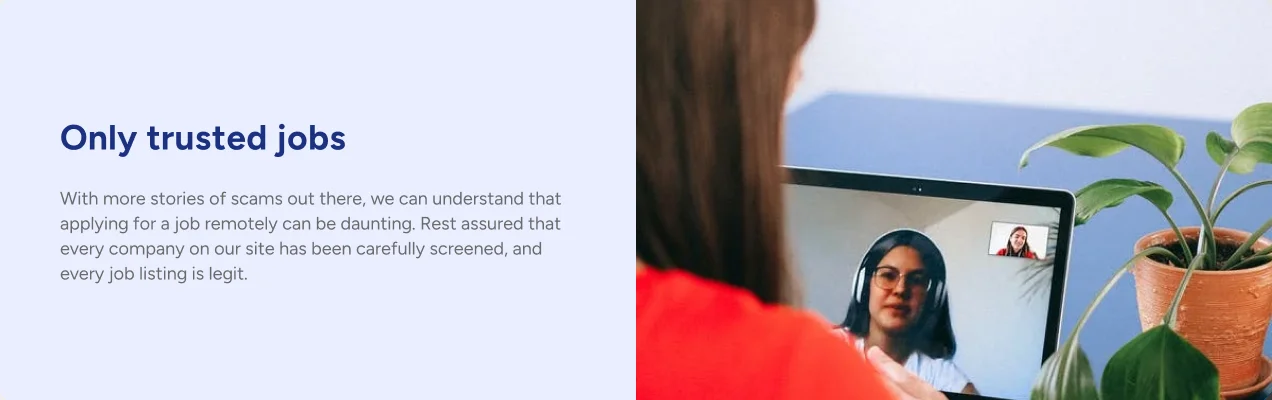 Only trusted jobs
With more stories of scams out there, we can understand that
applying for a job remotely can be daunting. Rest assured that
every company on our site has been carefully screened, and
every job listing is legit.